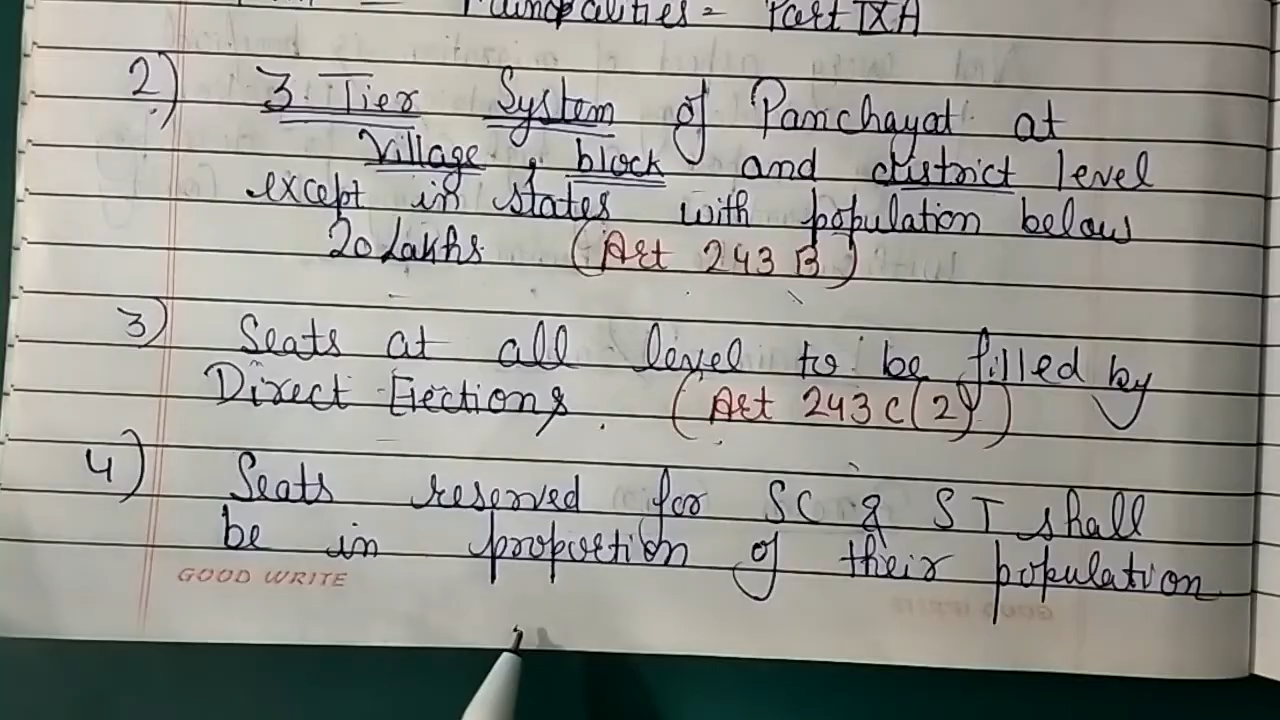 = Municipalities = Part IX A
2) 3 Tier System of Panchayat at
Village, block and district level
except in states with population below
20 Lakhs. (Art 243 B)
3) Seats at all level to be filled by
Direct Elections. (Art 243 C(2))
4) Seats reserved for SC & ST shall
be in proportion of their population
GOOD WRITE